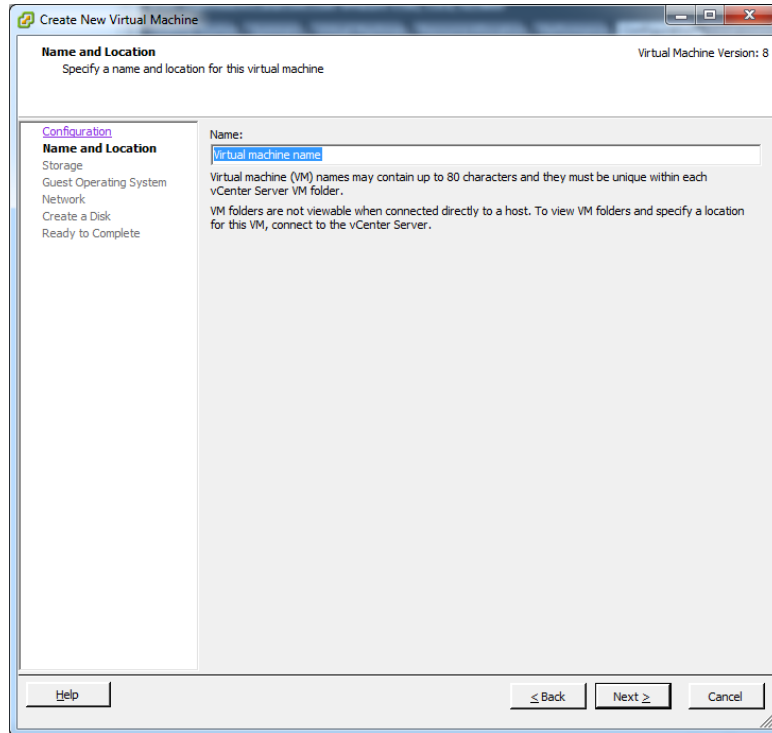 Create New Virtual Machine
Name and Location
Specify a name and location for this virtual machine
Virtual Machine Version: 8
Configuration
Name and Location
Storage
Guest Operating System
Network
Create a Disk
Ready to Complete
Name:
Virtual machine name
Virtual machine (VM) names may contain up to 80 characters and they must be unique within each
vCenter Server VM folder.
VM folders are not viewable when connected directly to a host. To view VM folders and specify a location
for this VM, connect to the vCenter Server.
Help
< Back
Next >
Cancel